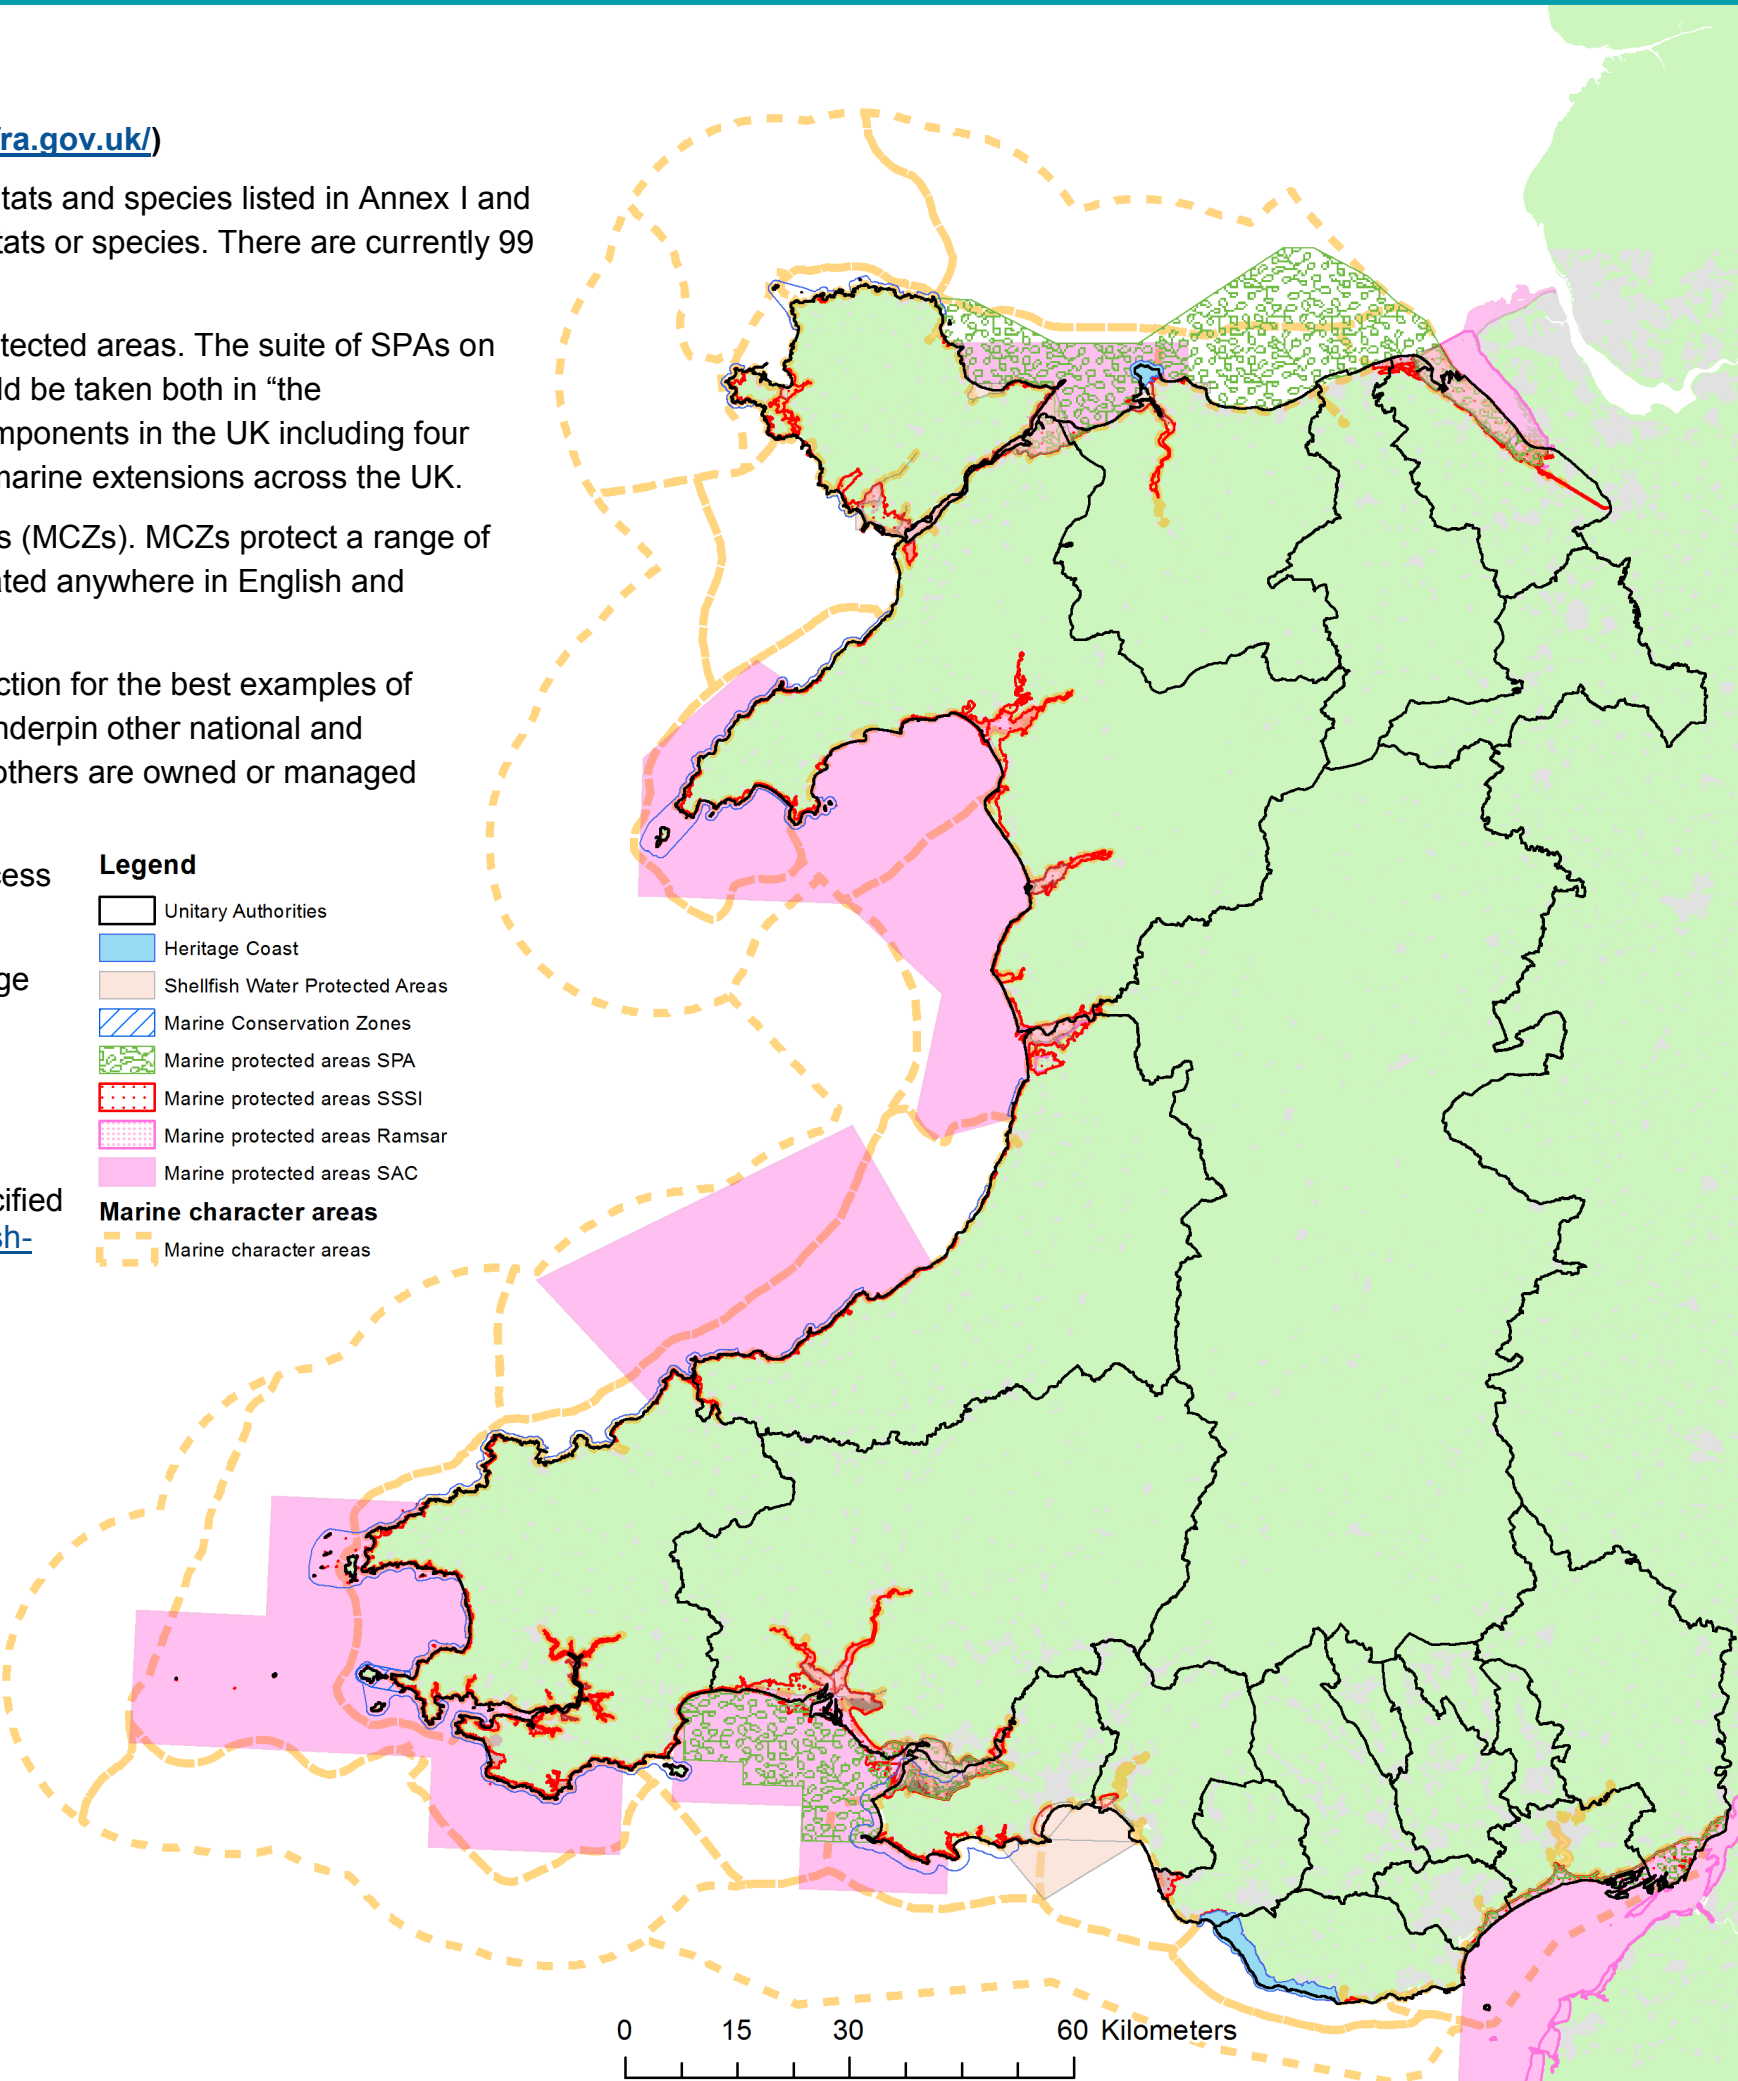 ra.gov.uk/)
tats and species listed in Annex I and
tats or species. There are currently 99
tected areas. The suite of SPAs on
ld be taken both in “the
mponents in the UK including four
marine extensions across the UK.
s (MCZs). MCZs protect a range of
ated anywhere in English and
ction for the best examples of
nderpin other national and
others are owned or managed
cess
ge
cified
sh-
Legend
Unitary Authorities
Heritage Coast
Shellfish Water Protected Areas
Marine Conservation Zones
Marine protected areas SPA
Marine protected areas SSSI
Marine protected areas Ramsar
Marine protected areas SAC
Marine character areas
Marine character areas
0 15 30 60 Kilometers